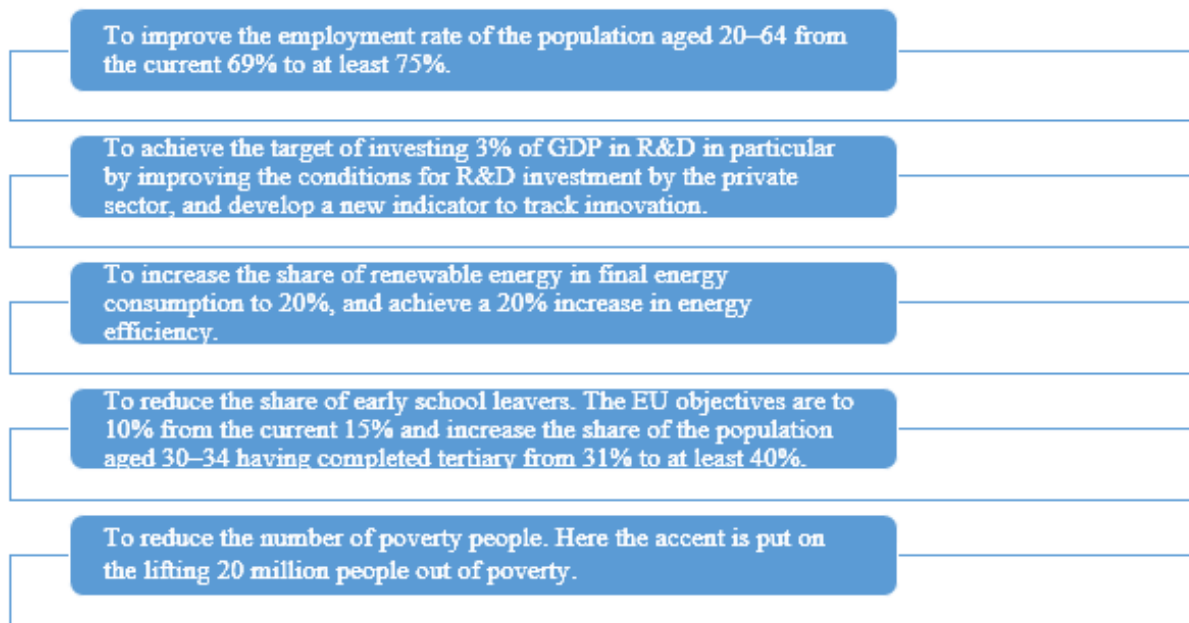 To improve the employment rate of the population aged 20–64 from
the current 69% to at least 75%.
To achieve the target of investing 3% of GDP in R&D in particular
by improving the conditions for R&D investment by the private
sector, and develop a new indicator to track innovation.
To increase the share of renewable energy in final energy
consumption to 20%, and achieve a 20% increase in energy
efficiency.
To reduce the share of early school leavers. The EU objectives are to
10% from the current 15% and increase the share of the population
aged 30–34 having completed tertiary from 31% to at least 40%.
To reduce the number of poverty people. Here the accent is put on
the lifting 20 million people out of poverty.